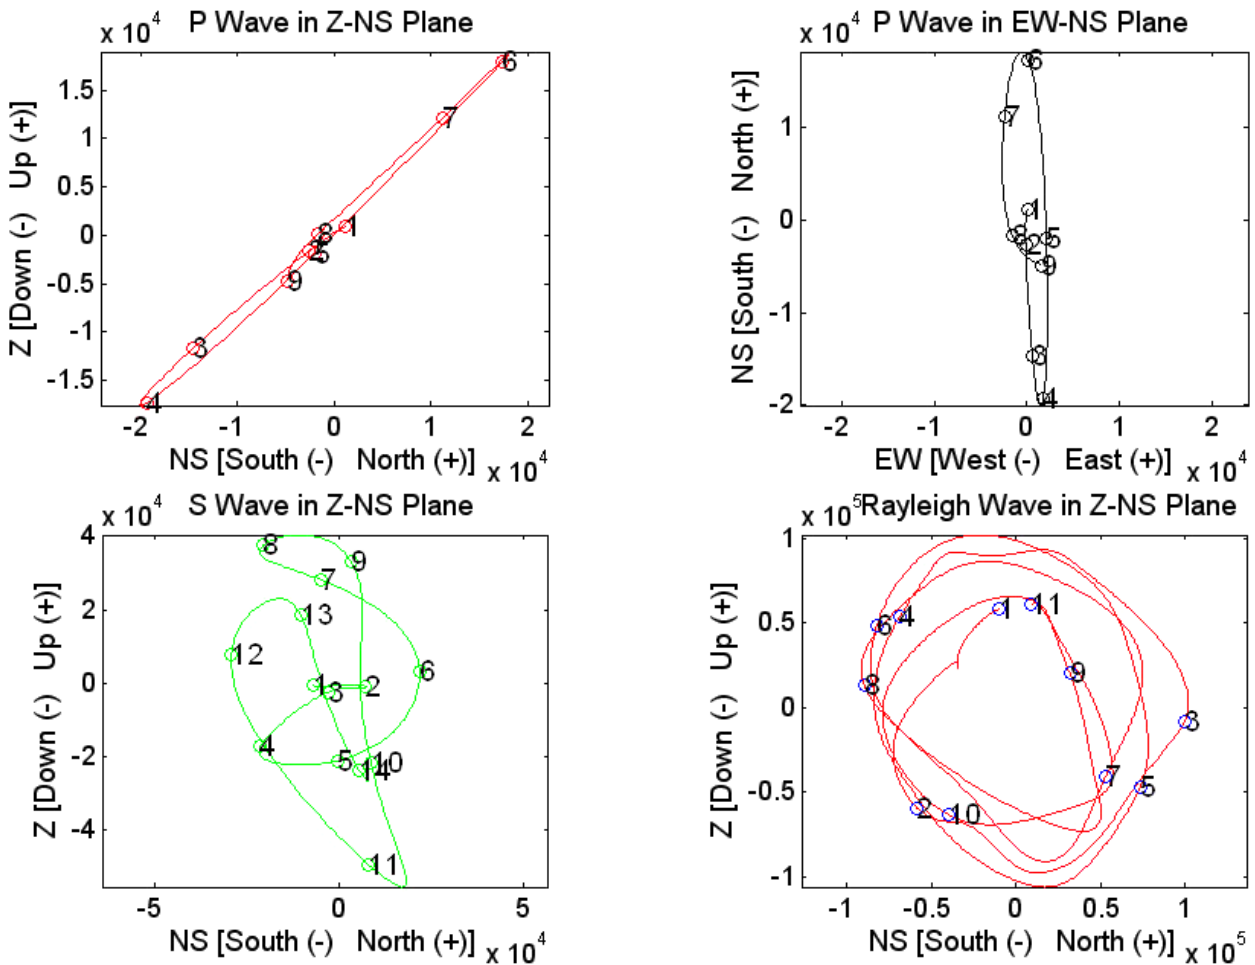 x 10^4 P Wave in Z-NS Plane
Z [Down (-) Up (+)]
1.5
1
0.5
0
-0.5
-1
-1.5
-2 -1 0 1 2
NS [South (-) North (+)] x 10^4
1 2 3 4 5 6 7 8 9
x 10^4 P Wave in EW-NS Plane
NS [South (-) North (+)]
1
0
-1
-2
-2 -1 0 1 2
EW [West (-) East (+)] x 10^4
1 2 3 4 5 6 7 8 9
x 10^4 S Wave in Z-NS Plane
Z [Down (-) Up (+)]
4
2
0
-2
-4
-5 0 5
NS [South (-) North (+)] x 10^4
1 2 3 4 5 6 7 8 9 10 11 12 13 14
x 10^5 Rayleigh Wave in Z-NS Plane
Z [Down (-) Up (+)]
1
0.5
0
-0.5
-1
-1 -0.5 0 0.5 1
NS [South (-) North (+)] x 10^5
1 2 3 4 5 6 7 8 9 10 11